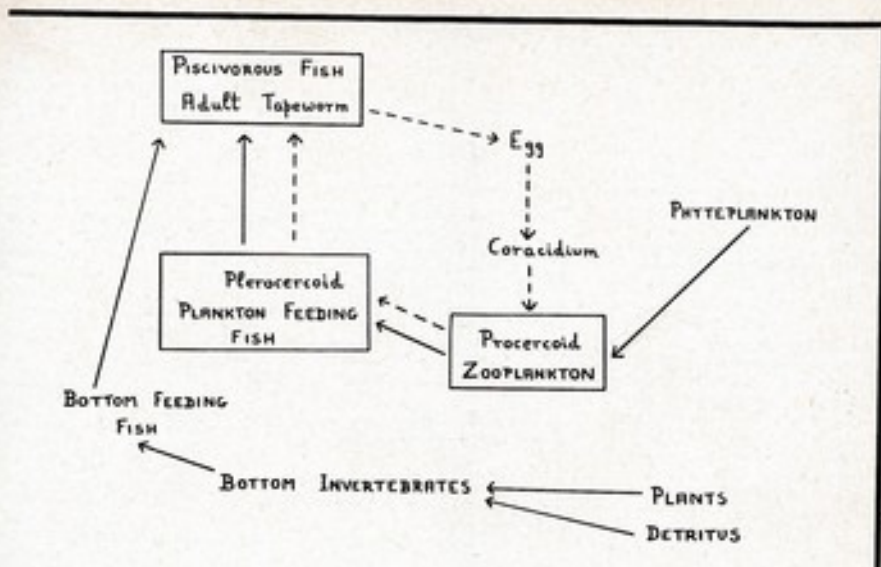 PISCIVOROUS FISH
Adult Tapeworm
Egg
PHYTEPLANKTON
Coracidium
Plerocercoid
PLANKTON FEEDING
FISH
Procercoid
ZOOPLANKTON
BOTTOM FEEDING
FISH
BOTTOM INVERTEBRATES
PLANTS
DETRITUS